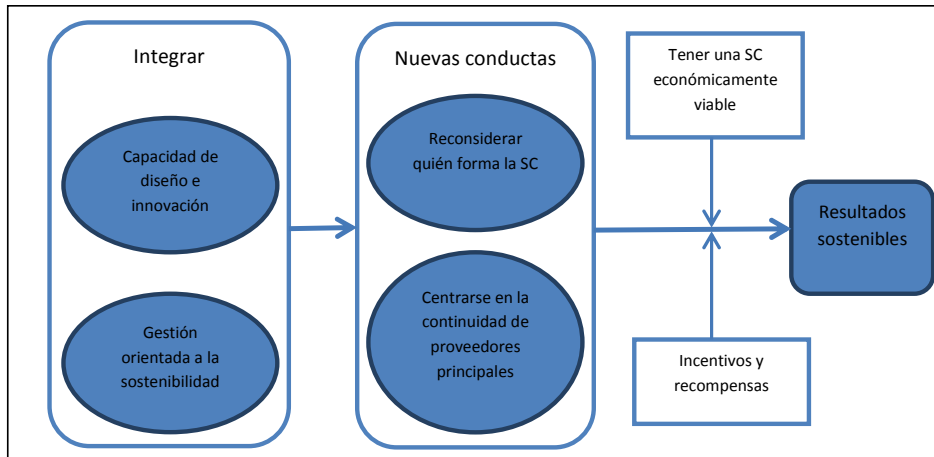 Integrar
Capacidad de
diseño e
innovación
Gestión
orientada a la
sostenibilidad
Nuevas conductas
Reconsiderar
quién forma la SC
Centrarse en la
continuidad de
proveedores
principales
Tener una SC
económicamente
viable
Incentivos y
recompensas
Resultados
sostenibles